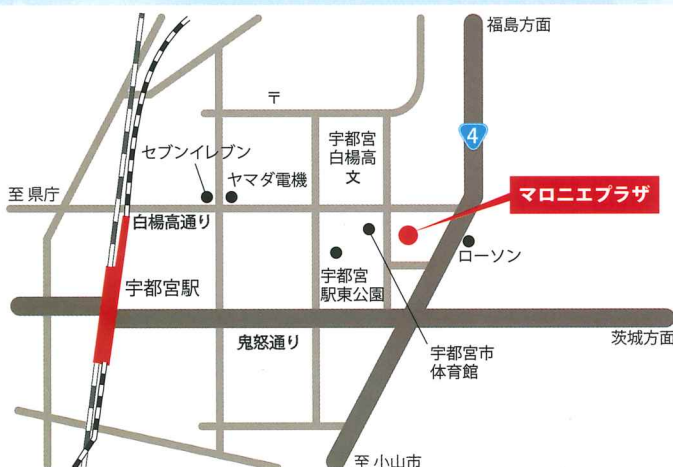 福島方面
〒
4
宇都宮
白楊高
文
セブンイレブン
ヤマダ電機
至 県庁
マロニエプラザ
白楊高通り
ローソン
宇都宮駅
宇都宮
駅東公園
鬼怒通り
茨城方面
宇都宮市
体育館
至 小山市